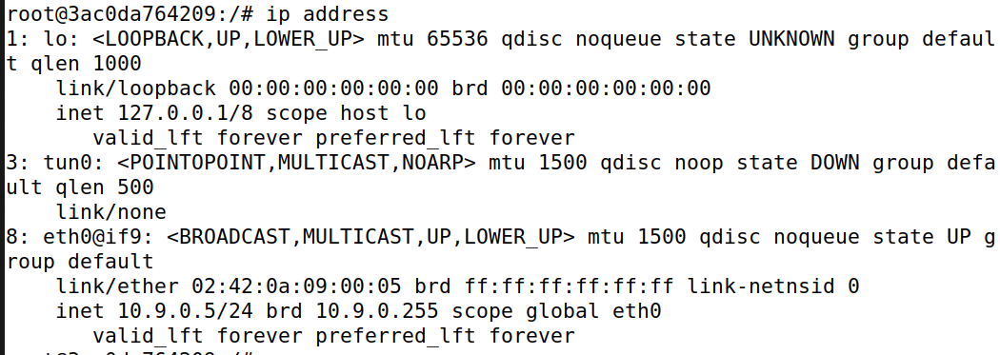 root@3ac0da764209:/# ip address
1: lo: <LOOPBACK,UP,LOWER_UP> mtu 65536 qdisc noqueue state UNKNOWN group defaul
t qlen 1000
    link/loopback 00:00:00:00:00:00 brd 00:00:00:00:00:00
    inet 127.0.0.1/8 scope host lo
       valid_lft forever preferred_lft forever
3: tun0: <POINTOPOINT,MULTICAST,NOARP> mtu 1500 qdisc noop state DOWN group defa
ult qlen 500
    link/none
8: eth0@if9: <BROADCAST,MULTICAST,UP,LOWER_UP> mtu 1500 qdisc noqueue state UP g
roup default
    link/ether 02:42:0a:09:00:05 brd ff:ff:ff:ff:ff:ff link-netnsid 0
    inet 10.9.0.5/24 brd 10.9.0.255 scope global eth0
       valid_lft forever preferred_lft forever